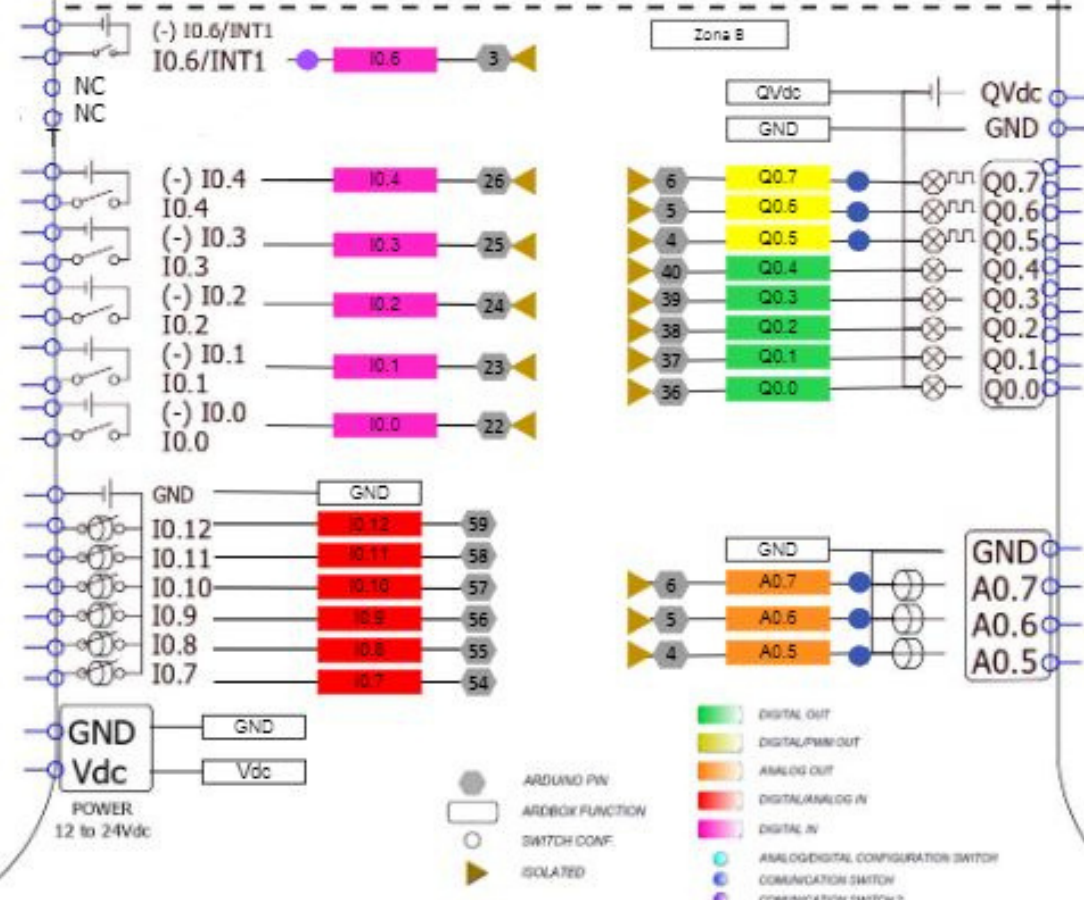 (-) I0.6/INT1
I0.6/INT1 I0.6 3
NC
NC
(-) I0.4 I0.4 26
I0.4
(-) I0.3 I0.3 25
I0.3
(-) I0.2 I0.2 24
I0.2
(-) I0.1 I0.1 23
I0.1
(-) I0.0 I0.0 22
I0.0
GND GND
I0.12 I0.12 59
I0.11 I0.11 58
I0.10 I0.10 57
I0.9 I0.9 56
I0.8 I0.8 55
I0.7 I0.7 54
GND GND
Vdc Vdc
POWER
12 to 24Vdc
Zona B
QVdc QVdc
GND GND
6 Q0.7 Q0.7
5 Q0.6 Q0.6
4 Q0.5 Q0.5
40 Q0.4 Q0.4
39 Q0.3 Q0.3
38 Q0.2 Q0.2
37 Q0.1 Q0.1
36 Q0.0 Q0.0
GND GND
6 A0.7 A0.7
5 A0.6 A0.6
4 A0.5 A0.5
ARDUINO PIN
ARDBOX FUNCTION
SWITCH CONF.
ISOLATED
DIGITAL OUT
DIGITAL/PWM OUT
ANALOG OUT
DIGITAL/ANALOG IN
DIGITAL IN
ANALOG/DIGITAL CONFIGURATION SWITCH
COMUNICATION SWITCH